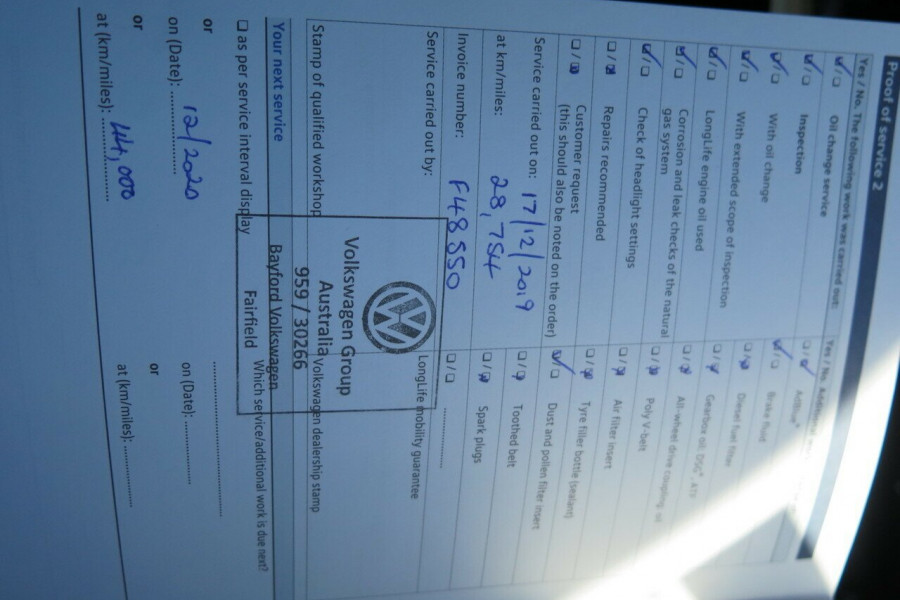 Proof of service 2
Yes / No. The following work was carried out:
Oil change service
Inspection
With oil change
With extended scope of inspection
LongLife engine oil used
Corrosion and leak checks of the natural
gas system
Check of headlight settings
Repairs recommended
Customer request
(this should also be noted on the order)
Yes / No.
AdBlue®
Brake fluid
Diesel fuel filter
Gearbox oil: DSG®
All-wheel drive coupling: oil
Poly V-belt
Air filter insert
Tyre filler bottle (sealant)
Dust and pollen filter insert
Toothed belt
Spark plugs
Service carried out on: 17/12/2019
at km/miles: 28,754
Invoice number: F48550
Service carried out by:
LongLife mobility guarantee
Volkswagen Group
Australia
959 / 30266
Bayford Volkswagen
Fairfield
Stamp of qualified workshop
Volkswagen dealership stamp
Your next service
Which service/additional work is due next?
as per service interval display
or
on (Date): 12/2020
or
at (km/miles): 44,000
on (Date):
or
at (km/miles):